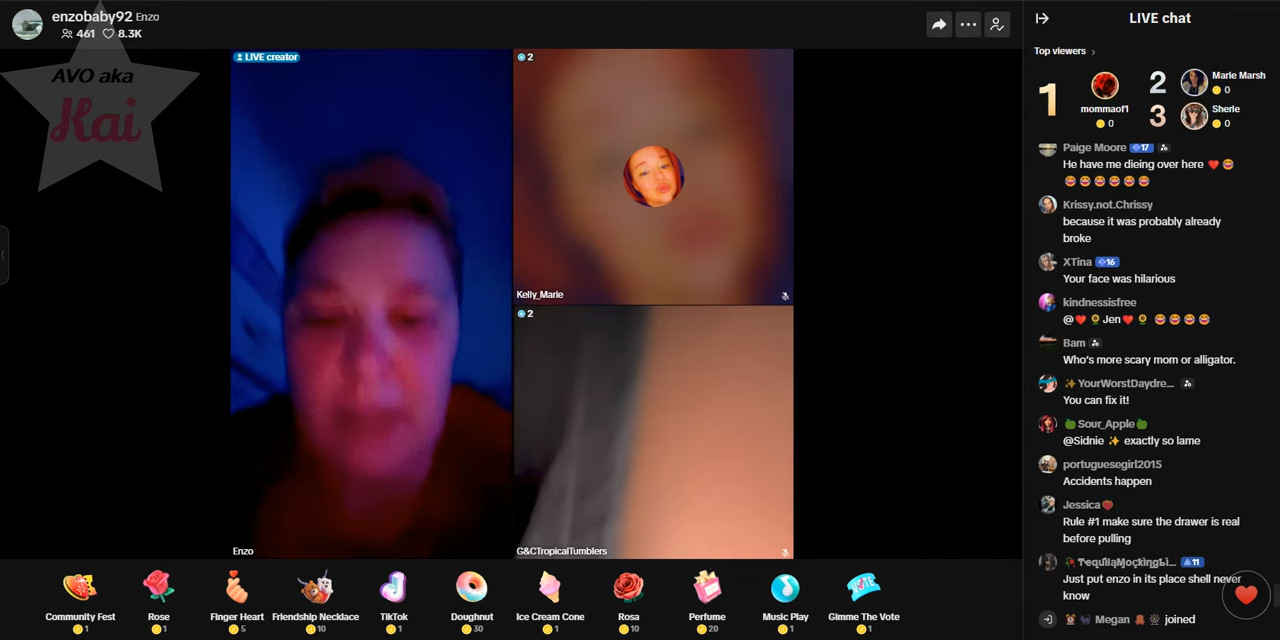 enzobaby92 Enzo
461 8.3K
AVO aka
Kai
LIVE creator
2
Kelly_Marie
2
Enzo
G&CTropicalTumblers
Community Fest
1
Rose
1
Finger Heart
5
Friendship Necklace
10
TikTok
1
Doughnut
30
Ice Cream Cone
1
Rosa
10
Perfume
20
Music Play
1
Gimme The Vote
1
LIVE chat
Top viewers
1
mommaof1
0
2
Marie Marsh
0
3
Sherie
0
Paige Moore 17
He have me dieing over here
Krissy.not.Chrissy
because it was probably already
broke
XTina 16
Your face was hilarious
kindnessisfree
@❤️🌻Jen❤️🌻 😂😂😂😂
Bam
Who's more scary mom or alligator.
✨YourWorstDaydre...
You can fix it!
🍏Sour_Apple🍏
@Sidnie ✨ exactly so lame
portuguesegirl2015
Accidents happen
Jessica🍓
Rule #1 make sure the drawer is real
before pulling
11
Just put enzo in its place shell never
know
Megan joined